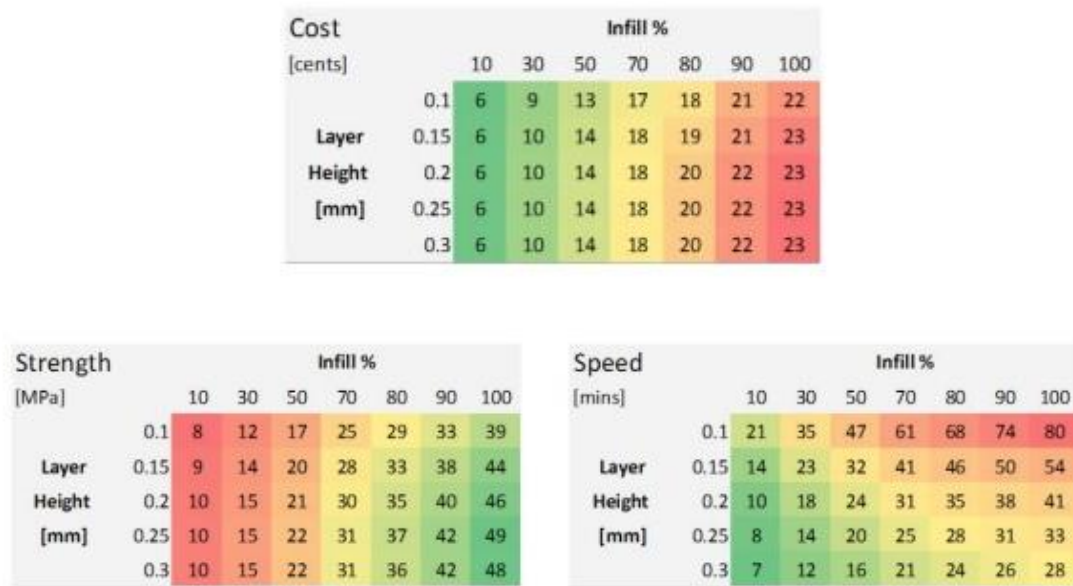 Cost Infill %
[cents] 10 30 50 70 80 90 100
0.1 6 9 13 17 18 21 22
Layer 0.15 6 10 14 18 19 21 23
Height 0.2 6 10 14 18 20 22 23
[mm] 0.25 6 10 14 18 20 22 23
0.3 6 10 14 18 20 22 23
Strength Infill %
[MPa] 10 30 50 70 80 90 100
0.1 8 12 17 25 29 33 39
Layer 0.15 9 14 20 28 33 38 44
Height 0.2 10 15 21 30 35 40 46
[mm] 0.25 10 15 22 31 37 42 49
0.3 10 15 22 31 36 42 48
Speed Infill %
[mins] 10 30 50 70 80 90 100
0.1 21 35 47 61 68 74 80
Layer 0.15 14 23 32 41 46 50 54
Height 0.2 10 18 24 31 35 38 41
[mm] 0.25 8 14 20 25 28 31 33
0.3 7 12 16 21 24 26 28